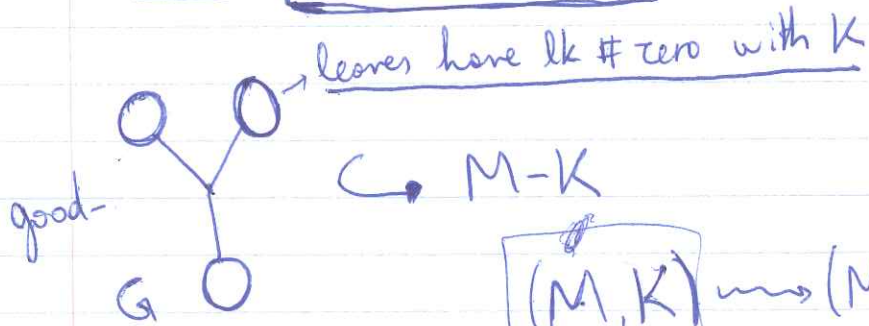 → leaves have lk # zero with K
good-
↪ M-K
G
(M, K) ⇝ (M